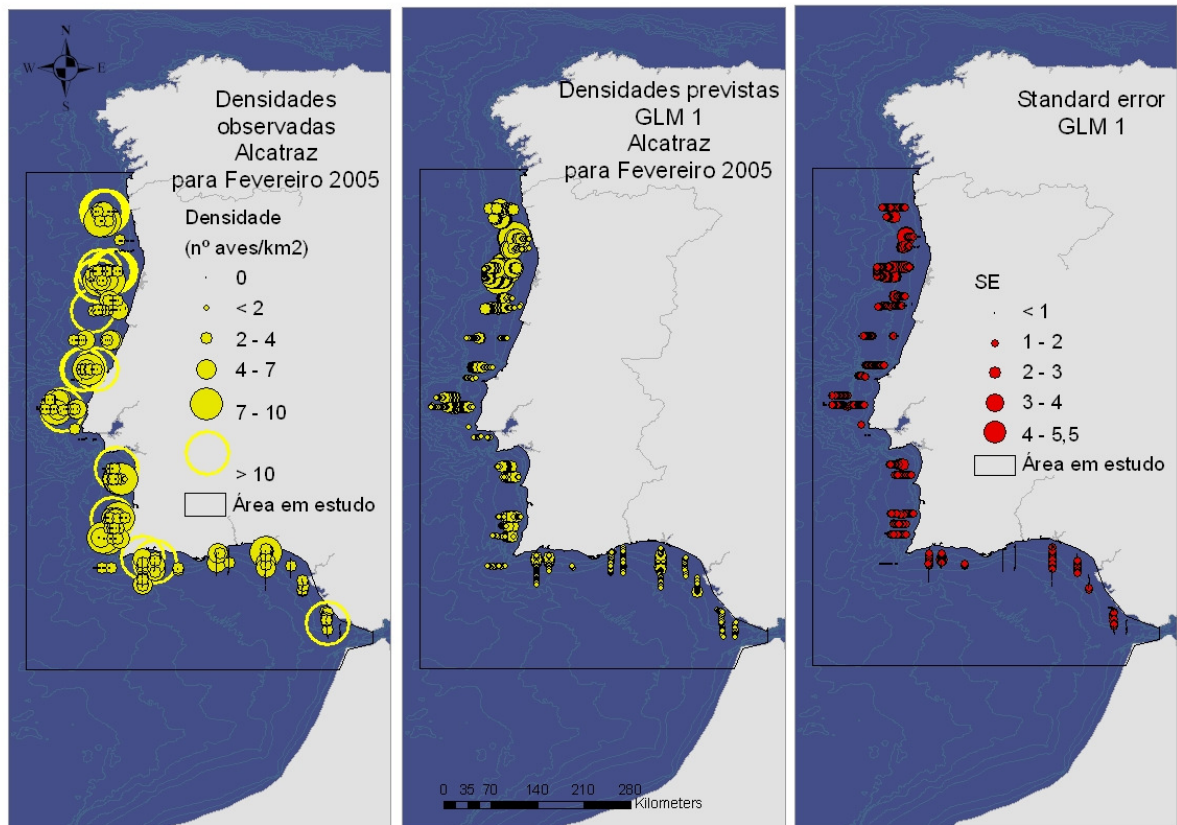 N
W E
S
Densidades
observadas
Alcatraz
para Fevereiro 2005
Densidade
(nº aves/km2)
0
< 2
2 - 4
4 - 7
7 - 10
> 10
Área em estudo
Densidades previstas
GLM 1
Alcatraz
para Fevereiro 2005
0 35 70 140 210 280
Kilometers
Standard error
GLM 1
SE
< 1
1 - 2
2 - 3
3 - 4
4 - 5,5
Área em estudo